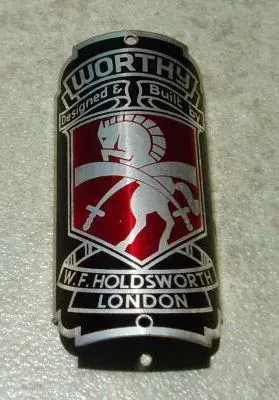 WORTHY
Designed & Built by
W. F. HOLDSWORTH
LONDON